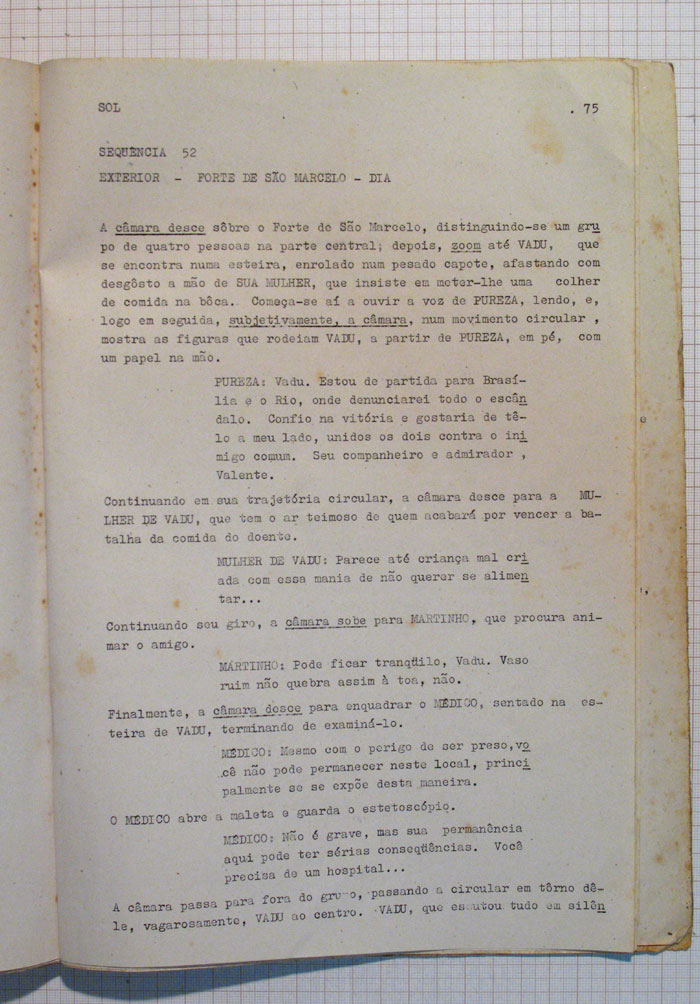 SOL . 75
SEQUÊNCIA 52
EXTERIOR - FORTE DE SÃO MARCELO - DIA
A câmara desce sôbre o Forte de São Marcelo, distinguindo-se um gru
po de quatro pessoas na parte central; depois, zoom até VADU, que
se encontra numa esteira, enrolado num pesado capote, afastando com
desgôsto a mão de SUA MULHER, que insiste em meter-lhe uma colher
de comida na bôca. Começa-se aí a ouvir a voz de PUREZA, lendo, e,
logo em seguida, subjetivamente, a câmara, num movimento circular ,
mostra as figuras que rodeiam VADU, a partir de PUREZA, em pé, com
um papel na mão.
PUREZA: Vadu. Estou de partida para Brasí-
lia e o Rio, onde denunciarei todo o escân
dalo. Confio na vitória e gostaria de tê-
lo a meu lado, unidos os dois contra o ini
migo comum. Seu companheiro e admirador ,
Valente.
Continuando em sua trajetória circular, a câmara desce para a MU-
LHER DE VADU, que tem o ar teimoso de quem acabará por vencer a ba-
talha da comida do doente.
MULHER DE VADU: Parece até criança mal cri
ada com essa mania de não querer se alimen
tar...
Continuando seu giro, a câmara sobe para MARTINHO, que procura ani-
mar o amigo.
MARTINHO: Pode ficar tranqüilo, Vadu. Vaso
ruim não quebra assim à toa, não.
Finalmente, a câmara desce para enquadrar o MÉDICO, sentado na es-
teira de VADU, terminando de examiná-lo.
MÉDICO: Mesmo com o perigo de ser preso,vo
cê não pode permanecer neste local, princi
palmente se se expõe desta maneira.
O MÉDICO abre a maleta e guarda o estetoscópio.
MÉDICO: Não é grave, mas sua permanência
aqui pode ter sérias conseqüências. Você
precisa de um hospital...
A câmara passa para fora do grupo, passando a circular em tôrno dê-
le, vagarosamente, VADU ao centro. VADU, que escutou tudo em silên